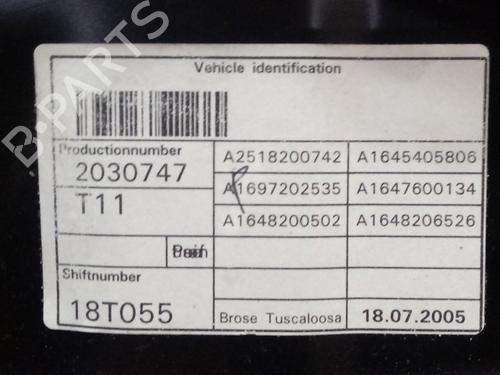 Vehicle identification
Productionnumber
2030747
T11
A2518200742 A1645405806
A1697202535 A1647600134
A1648200502 A1648206526
Shiftnumber
18T055
Brose Tuscaloosa 18.07.2005
B-PARTS